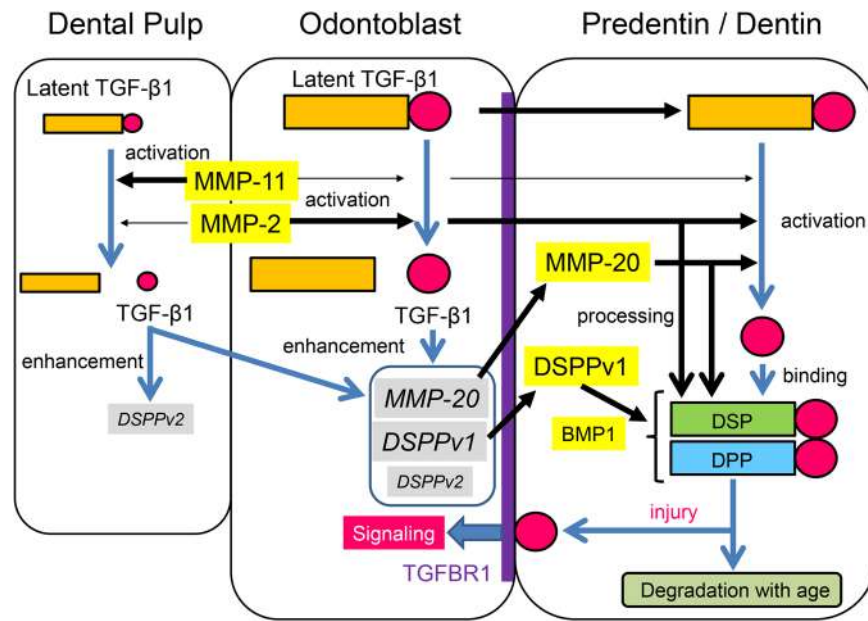 Dental Pulp
Odontoblast
Predentin / Dentin
Latent TGF-β1
Latent TGF-β1
activation
MMP-11
activation
MMP-2
activation
MMP-20
TGF-β1
TGF-β1
processing
enhancement
enhancement
DSPPv1
binding
MMP-20
DSPPv2
DSPPv1
BMP1
DSP
DPP
DSPPv2
injury
Signaling
TGFBR1
Degradation with age